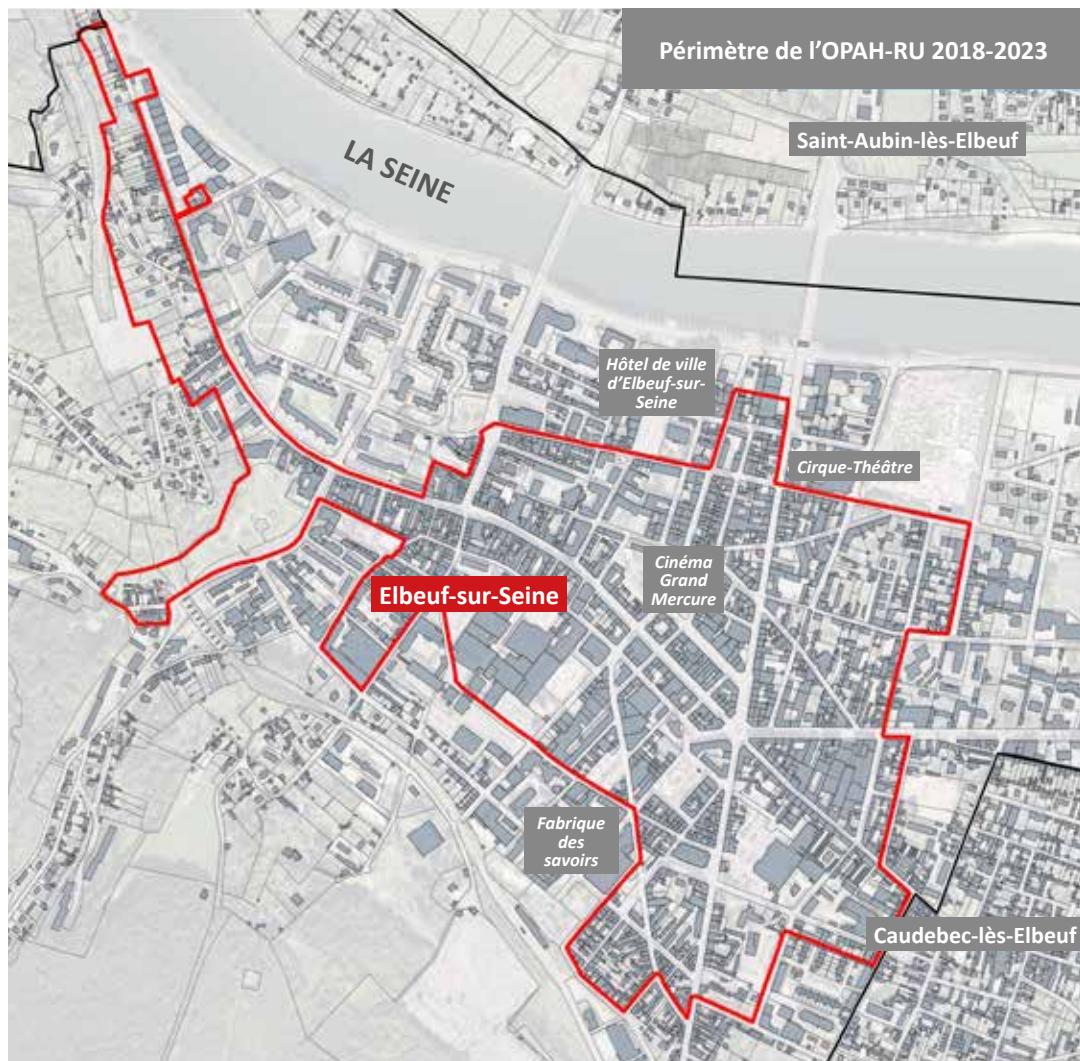 Périmètre de l’OPAH-RU 2018-2023
Saint-Aubin-lès-Elbeuf
LA SEINE
Hôtel de ville
d’Elbeuf-sur-
Seine
Cirque-Théâtre
Cinéma
Grand
Mercure
Elbeuf-sur-Seine
Fabrique
des
savoirs
Caudebec-lès-Elbeuf